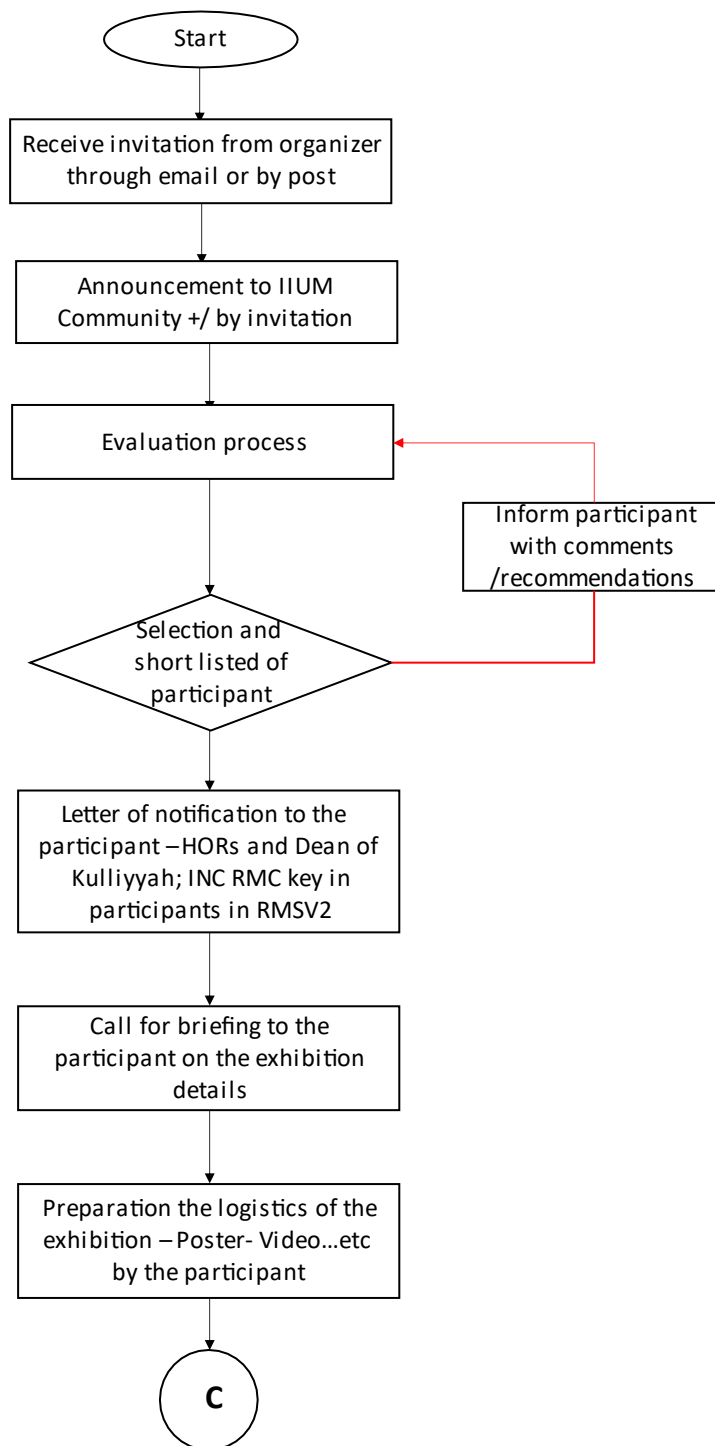 Start
Receive invitation from organizer
through email or by post
Announcement to IIUM
Community +/ by invitation
Evaluation process
Inform participant
with comments
/recommendations
Selection and
short listed of
participant
Letter of notification to the
participant –HORs and Dean of
Kulliyyah; INC RMC key in
participants in RMSV2
Call for briefing to the
participant on the exhibition
details
Preparation the logistics of the
exhibition –Poster- Video...etc
by the participant
C